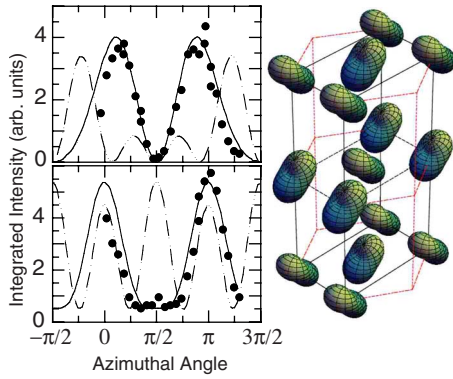 Integrated Intensity (arb. units)
4
2
0
4
2
0
−π/2 0 π/2 π 3π/2
Azimuthal Angle